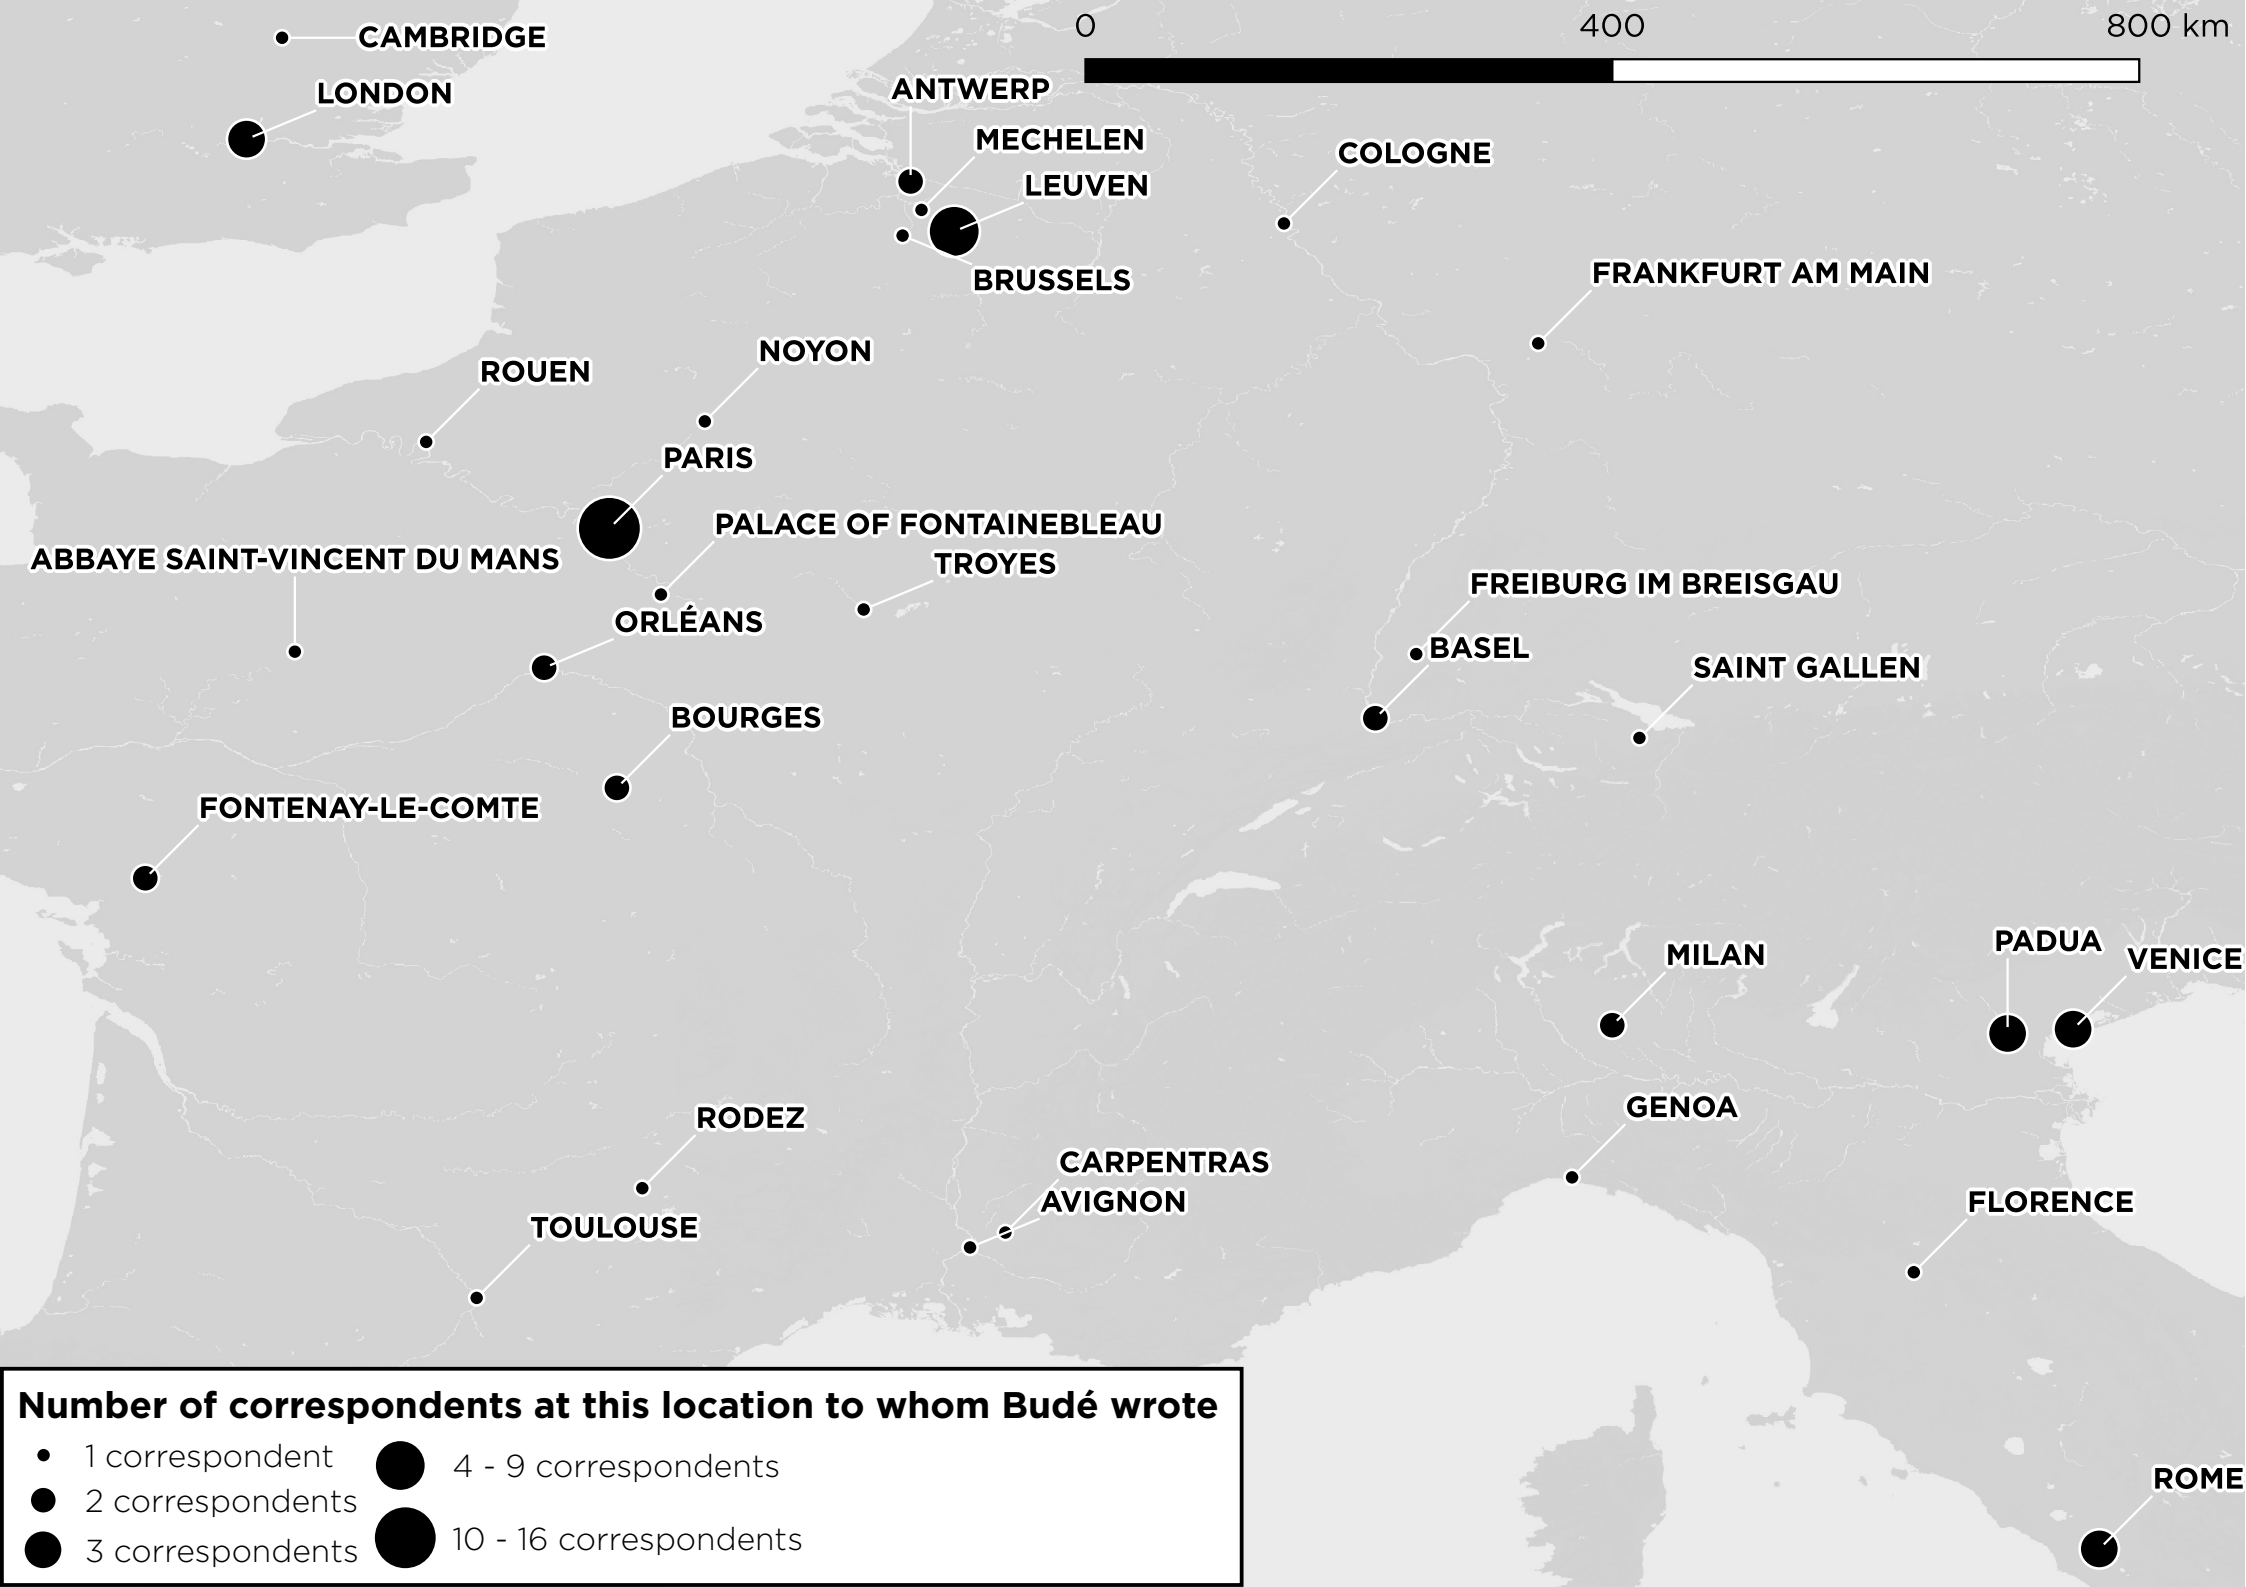 0 400 800 km
CAMBRIDGE
LONDON
ANTWERP
MECHELEN
COLOGNE
LEUVEN
BRUSSELS
FRANKFURT AM MAIN
NOYON
ROUEN
PARIS
PALACE OF FONTAINEBLEAU
ABBAYE SAINT-VINCENT DU MANS
TROYES
FREIBURG IM BREISGAU
ORLÉANS
BASEL
SAINT GALLEN
BOURGES
FONTENAY-LE-COMTE
PADUA
MILAN
VENICE
GENOA
RODEZ
CARPENTRAS
AVIGNON
FLORENCE
TOULOUSE
Number of correspondents at this location to whom Budé wrote
1 correspondent
2 correspondents
3 correspondents
4 - 9 correspondents
10 - 16 correspondents
ROME